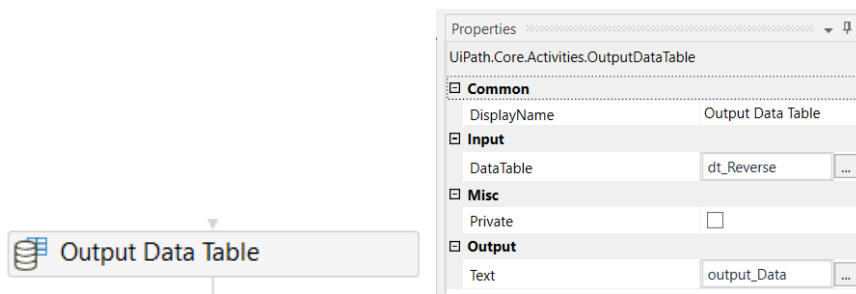 Output Data Table
Properties
UiPath.Core.Activities.OutputDataTable
Common
DisplayName Output Data Table
Input
DataTable dt_Reverse ...
Misc
Private
Output
Text output_Data ...